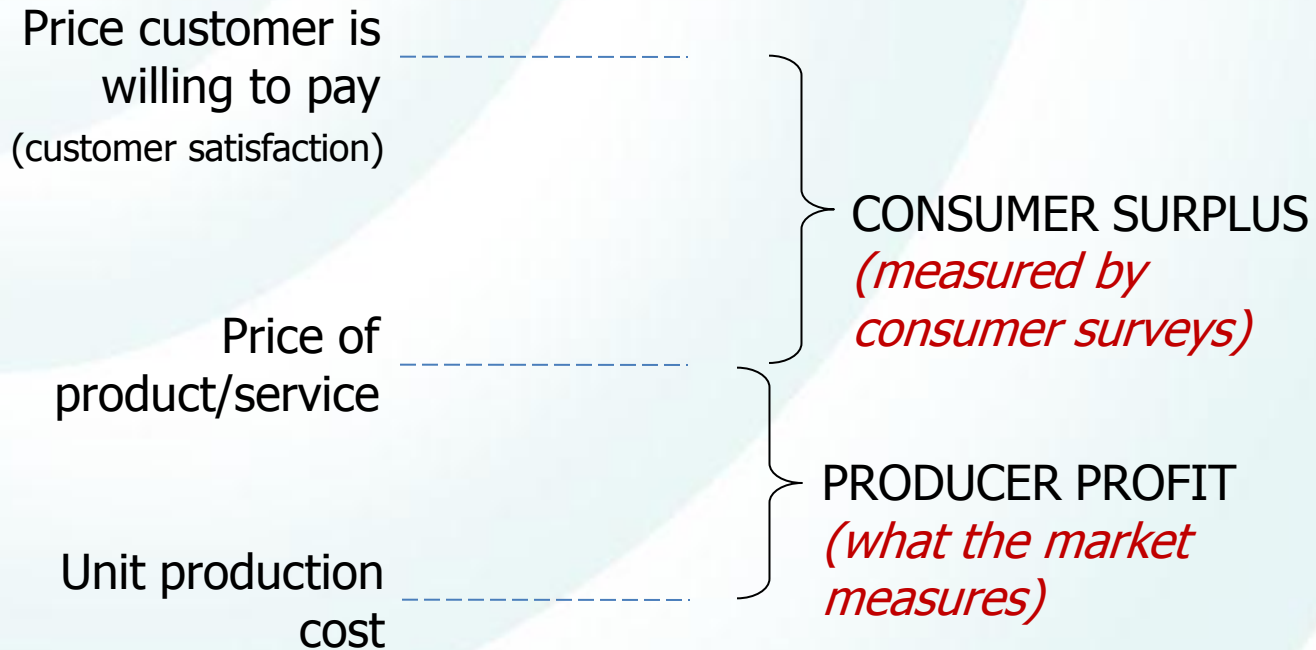 Price customer is
willing to pay
(customer satisfaction)
CONSUMER SURPLUS
(measured by
consumer surveys)
Price of
product/service
PRODUCER PROFIT
(what the market
measures)
Unit production
cost